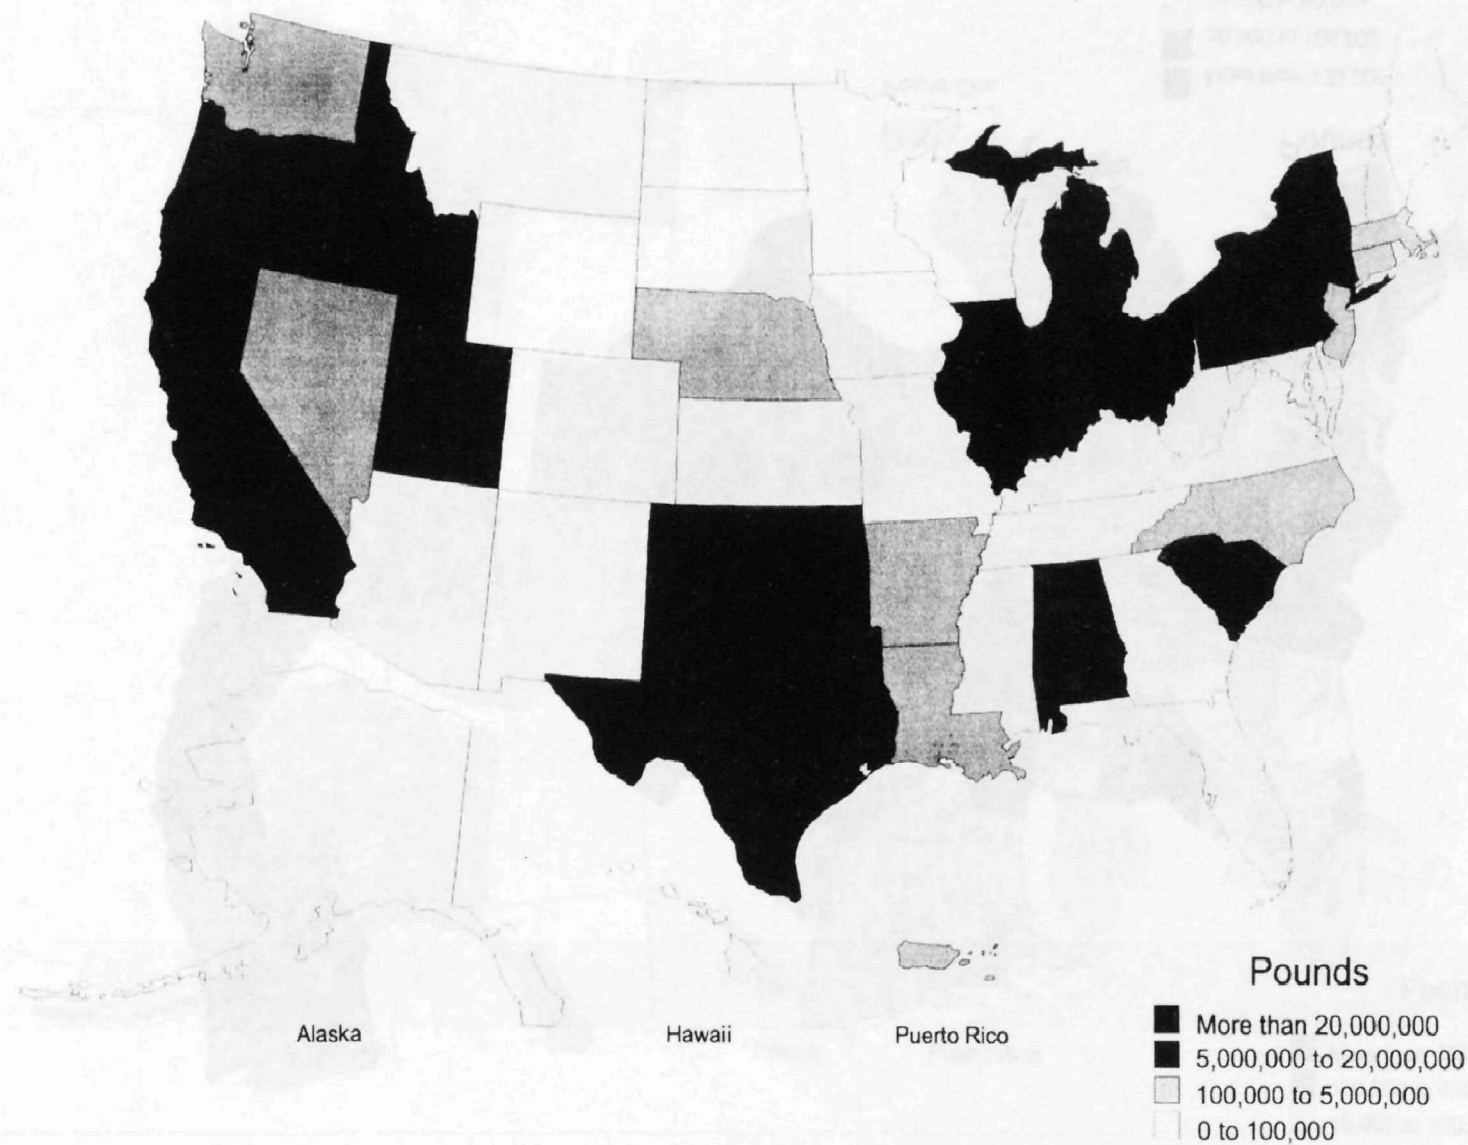 Pounds
More than 20,000,000
5,000,000 to 20,000,000
100,000 to 5,000,000
0 to 100,000
Alaska
Hawaii
Puerto Rico